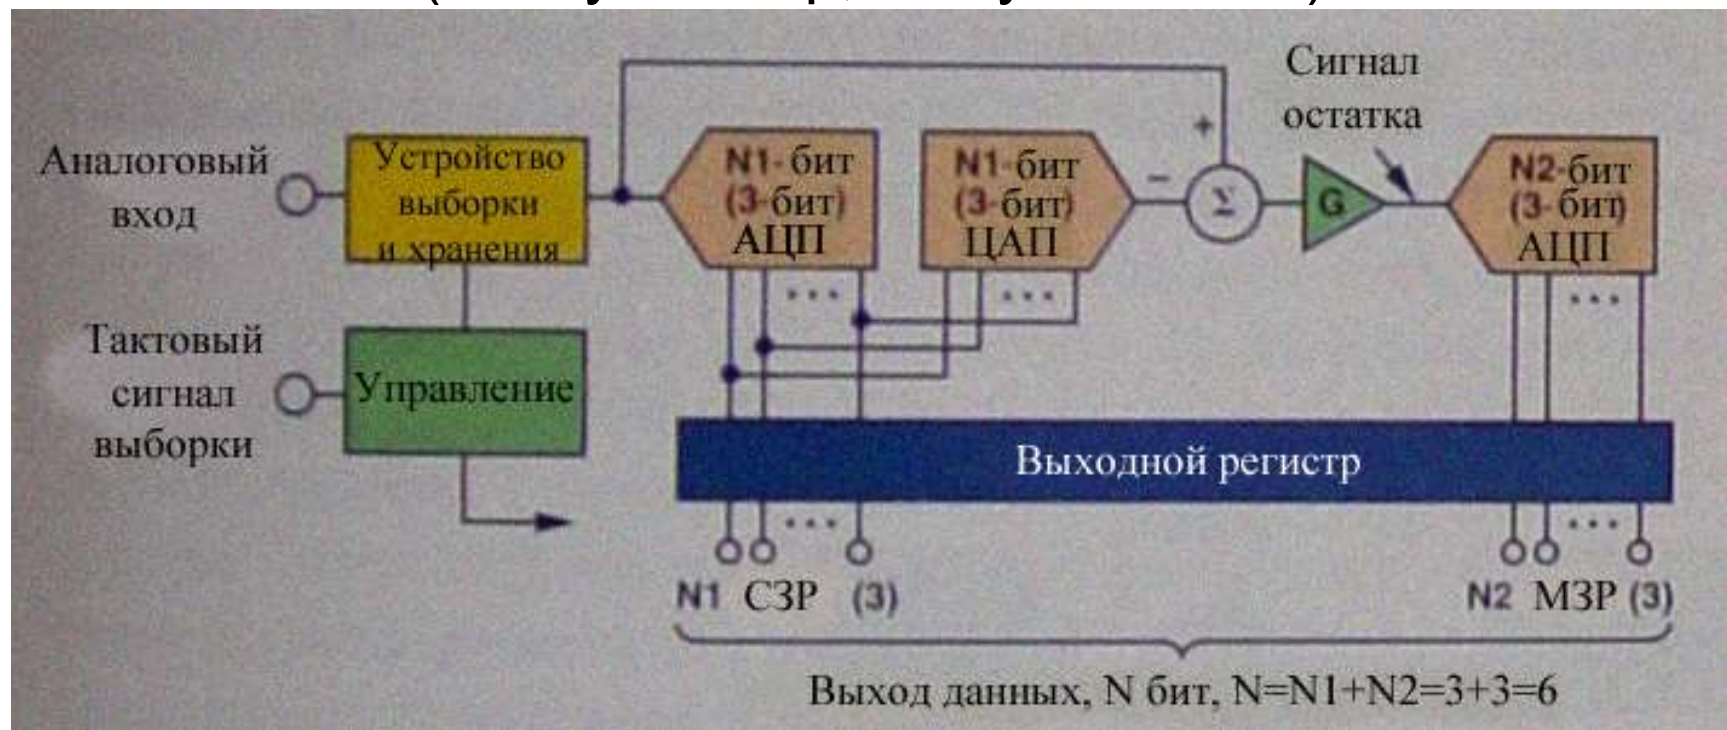 Сигнал
остатка
Аналоговый
вход
Устройство
выборки
и хранения
N1-бит
(3-бит)
АЦП
N1-бит
(3-бит)
ЦАП
+
−
Σ
G
N2-бит
(3-бит)
АЦП
Тактовый
сигнал
выборки
Управление
Выходной регистр
N1 СЗР (3)
N2 МЗР (3)
Выход данных, N бит, N=N1+N2=3+3=6